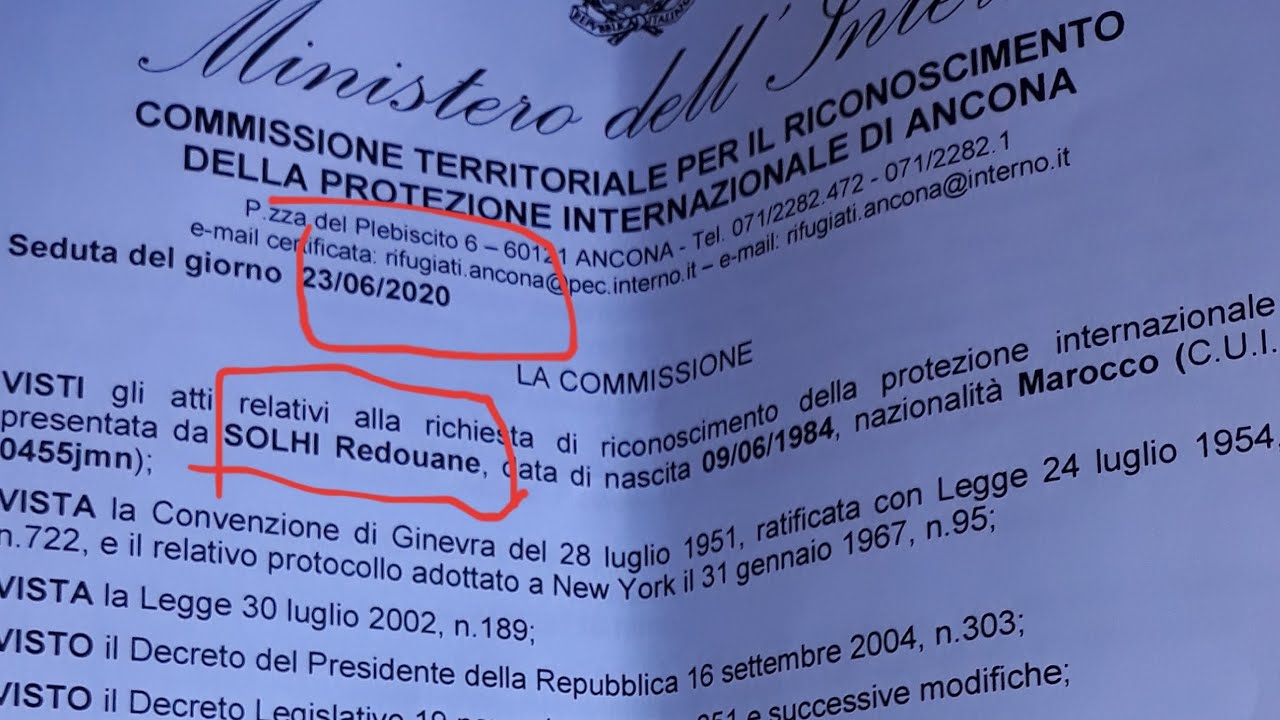 REPUBBLICA ITALIANA
Ministero dell'Inte
COMMISSIONE TERRITORIALE PER IL RICONOSCIMENTO
DELLA PROTEZIONE INTERNAZIONALE DI ANCONA
P.zza del Plebiscito 6 – 60121 ANCONA - Tel. 071/2282.472 - 071/2282.1
e-mail certificata: rifugiati.ancona@pec.interno.it – e-mail: rifugiati.ancona@interno.it
Seduta del giorno 23/06/2020
LA COMMISSIONE
VISTI gli atti relativi alla richiesta di riconoscimento della protezione internazionale
presentata da SOLHI Redouane, data di nascita 09/06/1984, nazionalità Marocco (C.U.I.
0455jmn);
VISTA la Convenzione di Ginevra del 28 luglio 1951, ratificata con Legge 24 luglio 1954,
n.722, e il relativo protocollo adottato a New York il 31 gennaio 1967, n.95;
VISTA la Legge 30 luglio 2002, n.189;
VISTO il Decreto del Presidente della Repubblica 16 settembre 2004, n.303;
VISTO il Decreto Legislativo 19 251 e successive modifiche;